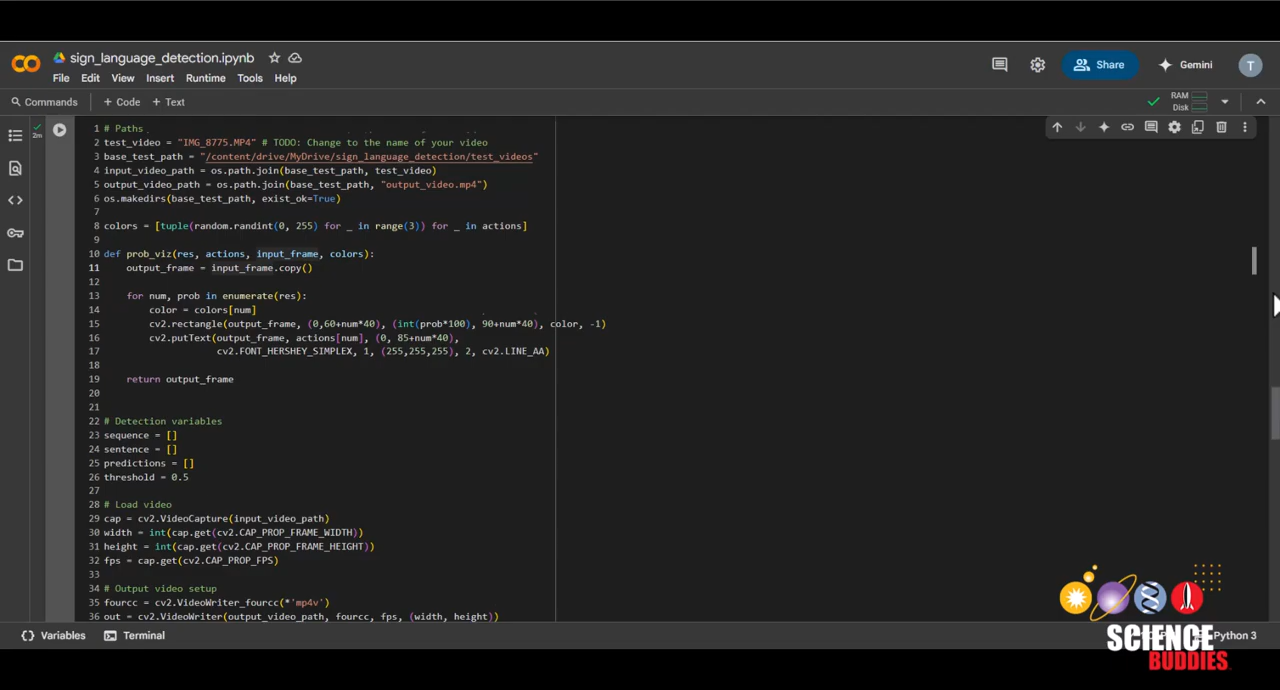 sign_language_detection.ipynb
File Edit View Insert Runtime Tools Help
Share
Gemini
T
Commands + Code + Text
RAM
Disk
2m
1 # Paths
2 test_video = "IMG_8775.MP4" # TODO: Change to the name of your video
3 base_test_path = "/content/drive/MyDrive/sign_language_detection/test_videos"
4 input_video_path = os.path.join(base_test_path, test_video)
5 output_video_path = os.path.join(base_test_path, "output_video.mp4")
6 os.makedirs(base_test_path, exist_ok=True)
7
8 colors = [tuple(random.randint(0, 255) for _ in range(3)) for _ in actions]
9
10 def prob_viz(res, actions, input_frame, colors):
11 output_frame = input_frame.copy()
12
13 for num, prob in enumerate(res):
14 color = colors[num]
15 cv2.rectangle(output_frame, (0,60+num*40), (int(prob*100), 90+num*40), color, -1)
16 cv2.putText(output_frame, actions[num], (0, 85+num*40),
17 cv2.FONT_HERSHEY_SIMPLEX, 1, (255,255,255), 2, cv2.LINE_AA)
18
19 return output_frame
20
21
22 # Detection variables
23 sequence = []
24 sentence = []
25 predictions = []
26 threshold = 0.5
27
28 # Load video
29 cap = cv2.VideoCapture(input_video_path)
30 width = int(cap.get(cv2.CAP_PROP_FRAME_WIDTH))
31 height = int(cap.get(cv2.CAP_PROP_FRAME_HEIGHT))
32 fps = cap.get(cv2.CAP_PROP_FPS)
33
34 # Output video setup
35 fourcc = cv2.VideoWriter_fourcc(*'mp4v')
36 out = cv2.VideoWriter(output_video_path, fourcc, fps, (width, height))
Variables Terminal
Python 3
SCIENCE
BUDDIES